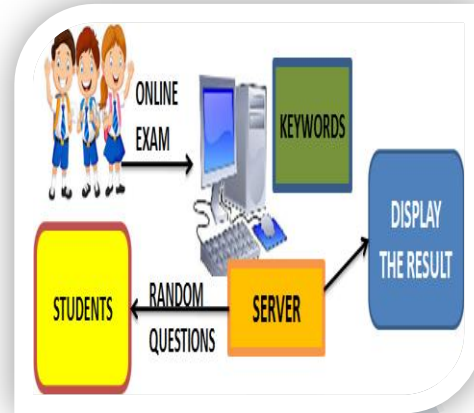 ONLINE
EXAM
KEYWORDS
DISPLAY
THE RESULT
STUDENTS
RANDOM
QUESTIONS
SERVER